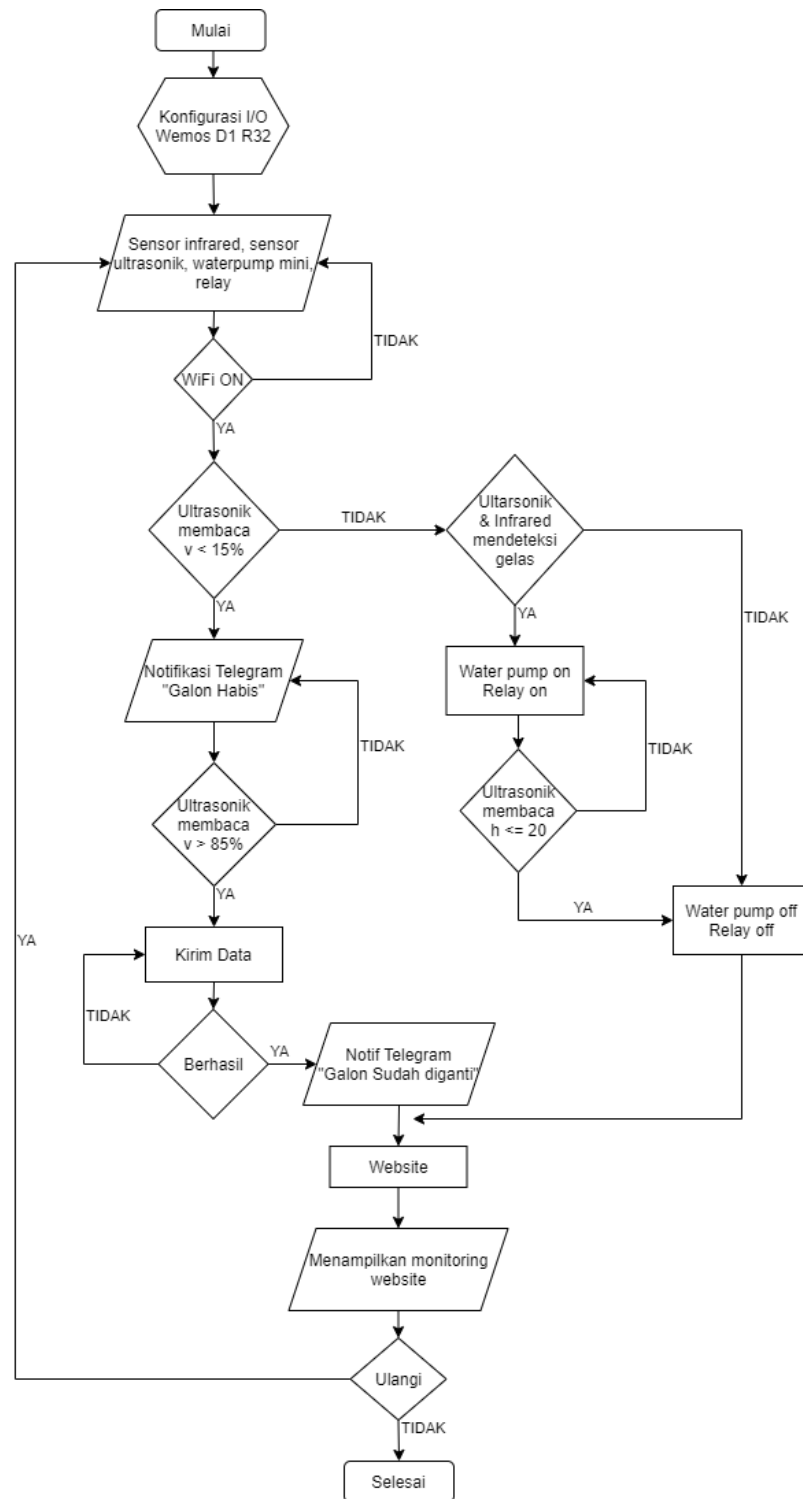 Mulai
Konfigurasi I/O
Wemos D1 R32
Sensor infrared, sensor
ultrasonik, waterpump mini,
relay
TIDAK
WiFi ON
YA
Ultrasonik
membaca
v < 15%
TIDAK
Ultarsonik
& Infrared
mendeteksi
gelas
TIDAK
YA
YA
Notifikasi Telegram
"Galon Habis"
TIDAK
Water pump on
Relay on
TIDAK
Ultrasonik
membaca
v > 85%
Ultrasonik
membaca
h <= 20
YA
YA
Water pump off
Relay off
YA
Kirim Data
TIDAK
Berhasil
YA
Notif Telegram
"Galon Sudah diganti"
Website
Menampilkan monitoring
website
Ulangi
TIDAK
Selesai